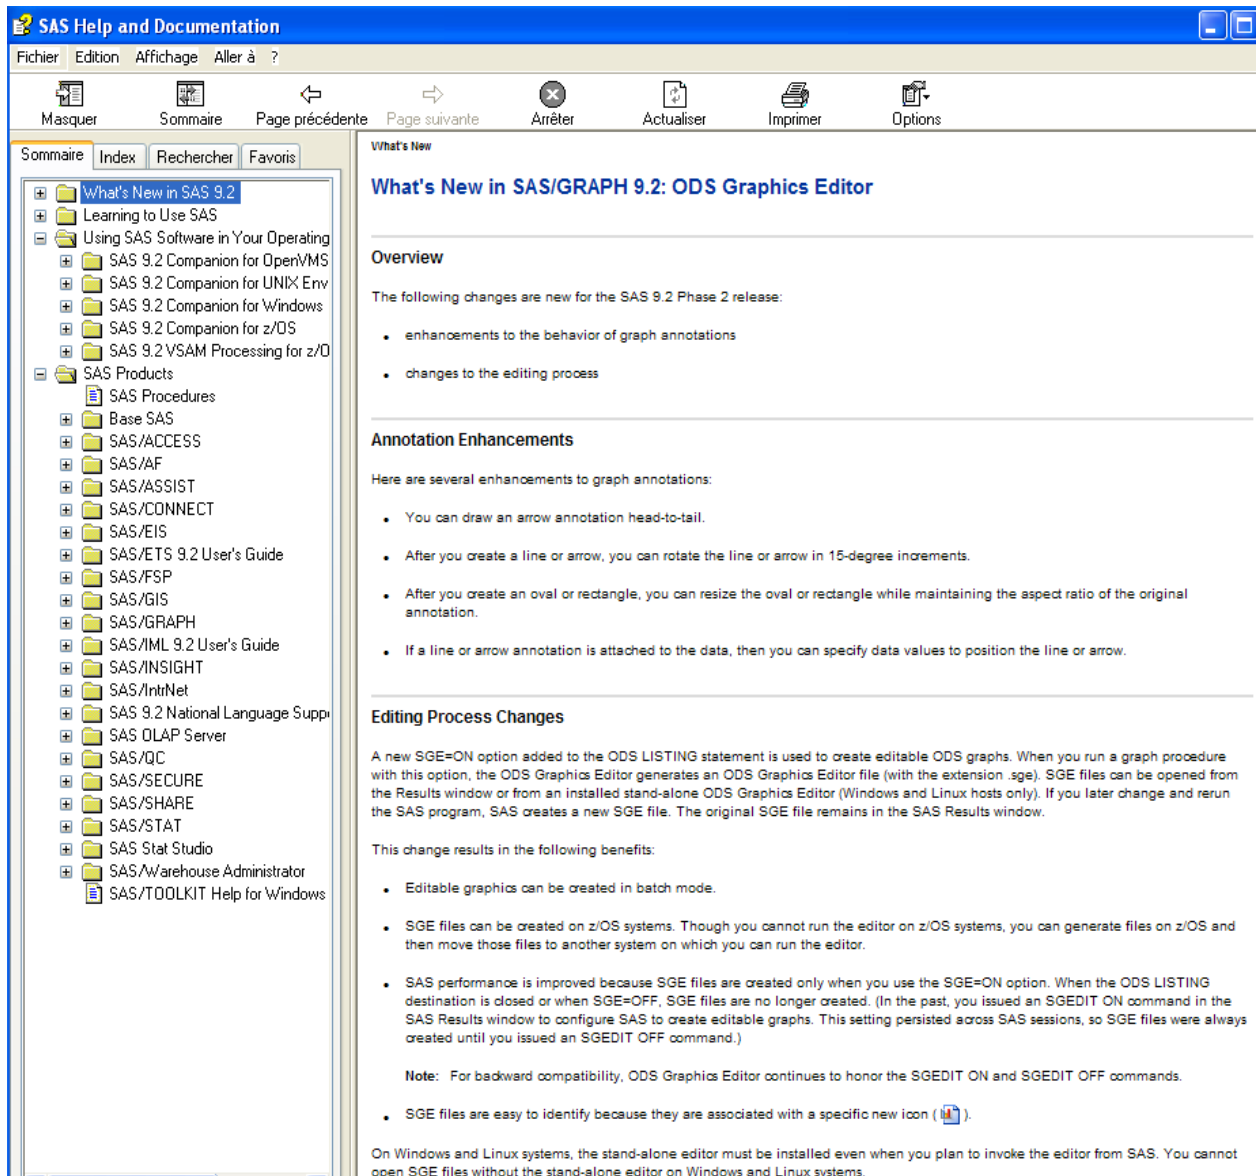 SAS Help and Documentation
Fichier Edition Affichage Aller à ?
Masquer Sommaire Page précédente Page suivante Arrêter Actualiser Imprimer Options
Sommaire Index Rechercher Favoris
What's New in SAS 9.2
Learning to Use SAS
Using SAS Software in Your Operating
SAS 9.2 Companion for OpenVMS
SAS 9.2 Companion for UNIX Env
SAS 9.2 Companion for Windows
SAS 9.2 Companion for z/OS
SAS 9.2 VSAM Processing for z/O
SAS Products
SAS Procedures
Base SAS
SAS/ACCESS
SAS/AF
SAS/ASSIST
SAS/CONNECT
SAS/EIS
SAS/ETS 9.2 User's Guide
SAS/FSP
SAS/GIS
SAS/GRAPH
SAS/IML 9.2 User's Guide
SAS/INSIGHT
SAS/IntrNet
SAS 9.2 National Language Supp
SAS OLAP Server
SAS/QC
SAS/SECURE
SAS/SHARE
SAS/STAT
SAS Stat Studio
SAS/Warehouse Administrator
SAS/TOOLKIT Help for Windows
What's New
What's New in SAS/GRAPH 9.2: ODS Graphics Editor
Overview
The following changes are new for the SAS 9.2 Phase 2 release:
• enhancements to the behavior of graph annotations
• changes to the editing process
Annotation Enhancements
Here are several enhancements to graph annotations:
• You can draw an arrow annotation head-to-tail.
• After you create a line or arrow, you can rotate the line or arrow in 15-degree increments.
• After you create an oval or rectangle, you can resize the oval or rectangle while maintaining the aspect ratio of the original
annotation.
• If a line or arrow annotation is attached to the data, then you can specify data values to position the line or arrow.
Editing Process Changes
A new SGE=ON option added to the ODS LISTING statement is used to create editable ODS graphs. When you run a graph procedure
with this option, the ODS Graphics Editor generates an ODS Graphics Editor file (with the extension .sge). SGE files can be opened from
the Results window or from an installed stand-alone ODS Graphics Editor (Windows and Linux hosts only). If you later change and rerun
the SAS program, SAS creates a new SGE file. The original SGE file remains in the SAS Results window.
This change results in the following benefits:
• Editable graphics can be created in batch mode.
• SGE files can be created on z/OS systems. Though you cannot run the editor on z/OS systems, you can generate files on z/OS and
then move those files to another system on which you can run the editor.
• SAS performance is improved because SGE files are created only when you use the SGE=ON option. When the ODS LISTING
destination is closed or when SGE=OFF, SGE files are no longer created. (In the past, you issued an SGEDIT ON command in the
SAS Results window to configure SAS to create editable graphs. This setting persisted across SAS sessions, so SGE files were always
created until you issued an SGEDIT OFF command.)
Note: For backward compatibility, ODS Graphics Editor continues to honor the SGEDIT ON and SGEDIT OFF commands.
• SGE files are easy to identify because they are associated with a specific new icon ( ).
On Windows and Linux systems, the stand-alone editor must be installed even when you plan to invoke the editor from SAS. You cannot
open SGE files without the stand-alone editor on Windows and Linux systems.